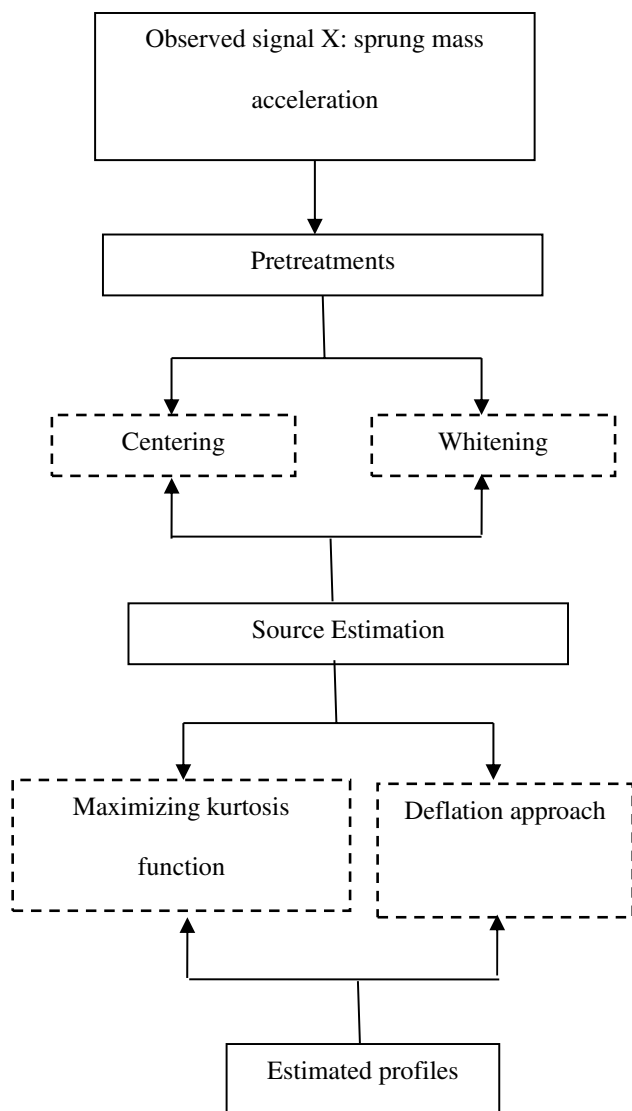 Observed signal X: sprung mass
acceleration
Pretreatments
Centering
Whitening
Source Estimation
Maximizing kurtosis
function
Deflation approach
Estimated profiles